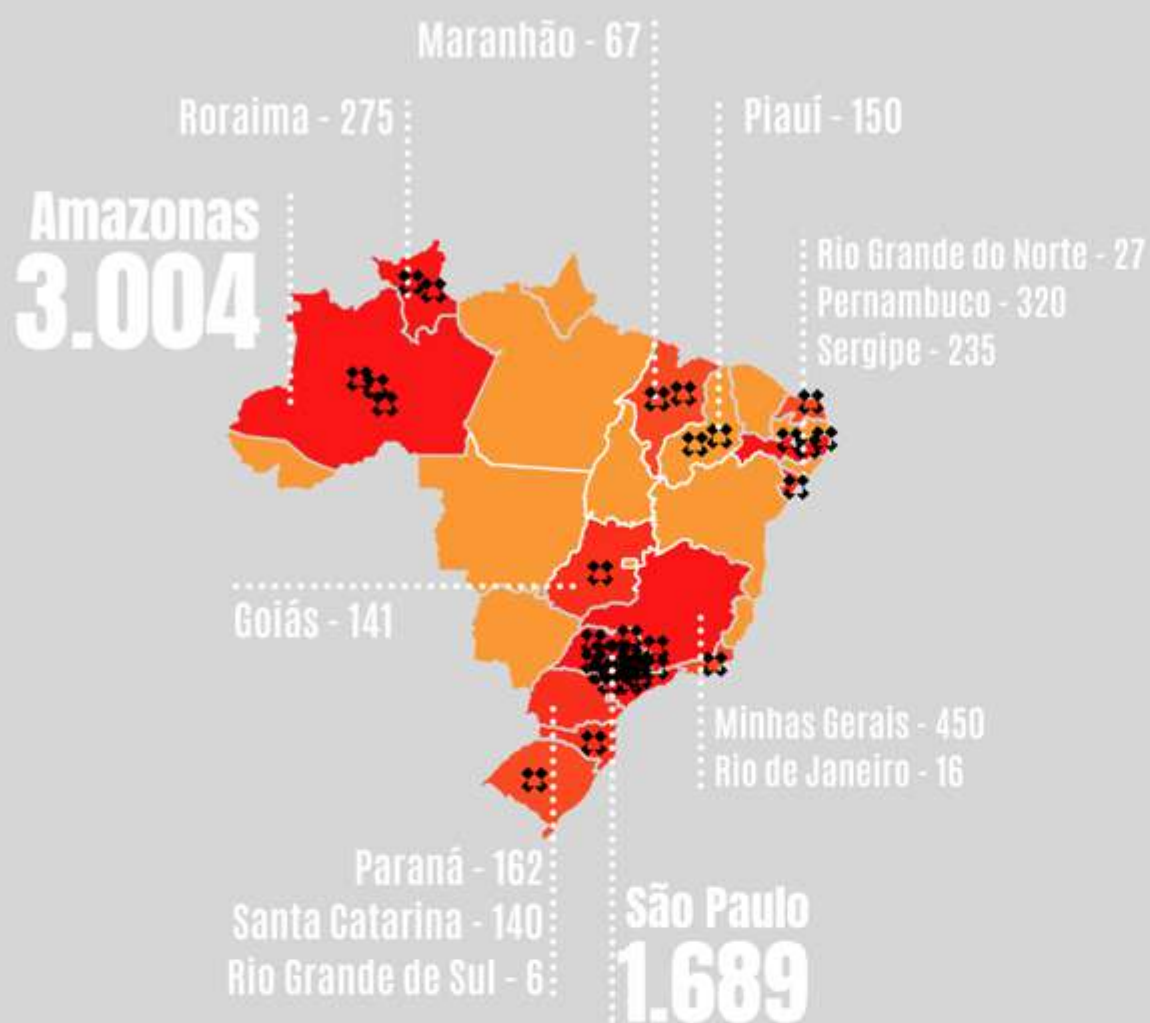 Maranhão - 67
Roraima - 275
Piauí - 150
Amazonas
3.004
Rio Grande do Norte - 27
Pernambuco - 320
Sergipe - 235
Goiás - 141
Minhas Gerais - 450
Rio de Janeiro - 16
Paraná - 162
Santa Catarina - 140
Rio Grande de Sul - 6
São Paulo
1.689